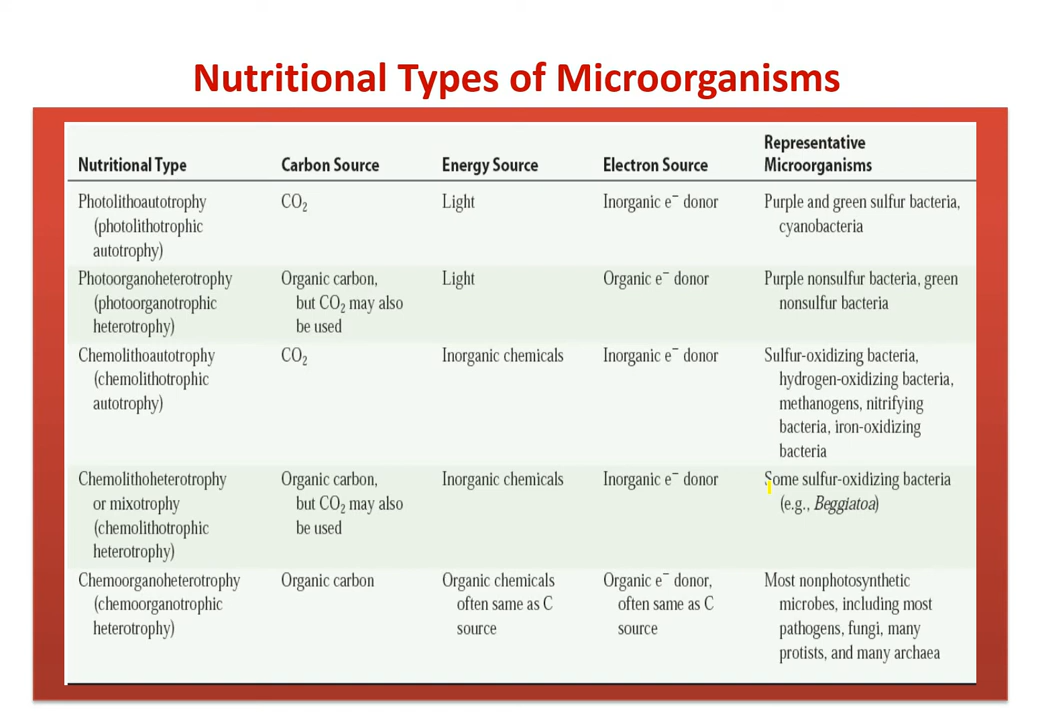 Nutritional Types of Microorganisms
Nutritional Type Carbon Source Energy Source Electron Source Representative Microorganisms
Photolithoautotrophy CO₂ Light Inorganic e⁻ donor Purple and green sulfur bacteria,
(photolithotrophic cyanobacteria
autotrophy)
Photoorganoheterotrophy Organic carbon, Light Organic e⁻ donor Purple nonsulfur bacteria, green
(photoorganotrophic but CO₂ may also nonsulfur bacteria
heterotrophy) be used
Chemolithoautotrophy CO₂ Inorganic chemicals Inorganic e⁻ donor Sulfur-oxidizing bacteria,
(chemolithotrophic hydrogen-oxidizing bacteria,
autotrophy) methanogens, nitrifying
bacteria, iron-oxidizing
bacteria
Chemolithoheterotrophy Organic carbon, Inorganic chemicals Inorganic e⁻ donor Some sulfur-oxidizing bacteria
or mixotrophy but CO₂ may also (e.g., Beggiatoa)
(chemolithotrophic be used
heterotrophy)
Chemoorganoheterotrophy Organic carbon Organic chemicals Organic e⁻ donor, Most nonphotosynthetic
(chemoorganotrophic often same as C often same as C microbes, including most
heterotrophy) source source pathogens, fungi, many
protists, and many archaea